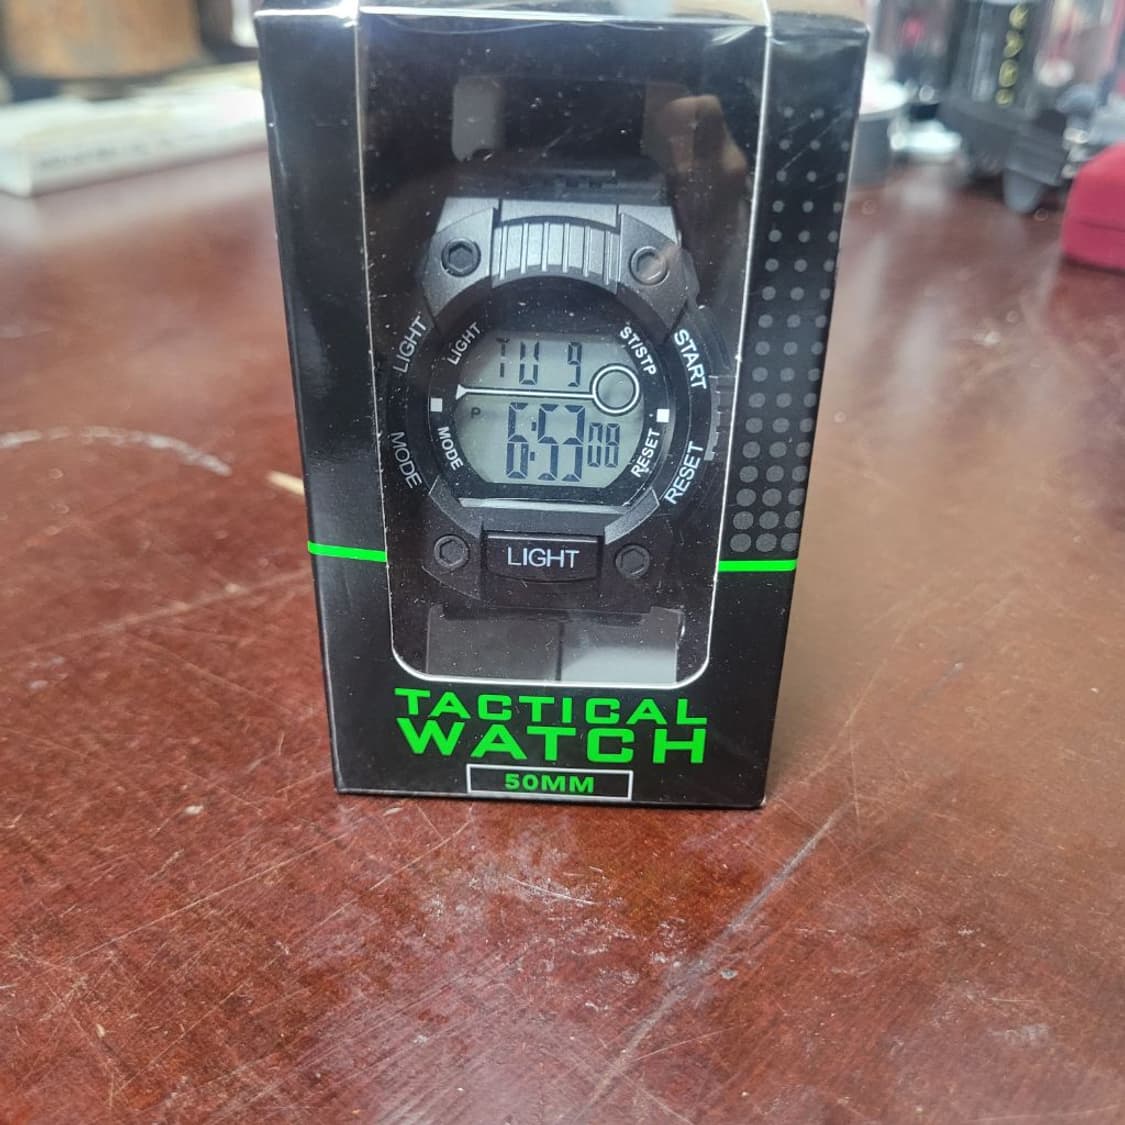 TU 9
P 6:53 08
LIGHT
LIGHT
ST/STP
START
MODE
MODE
RESET
RESET
LIGHT
TACTICAL
WATCH
50MM